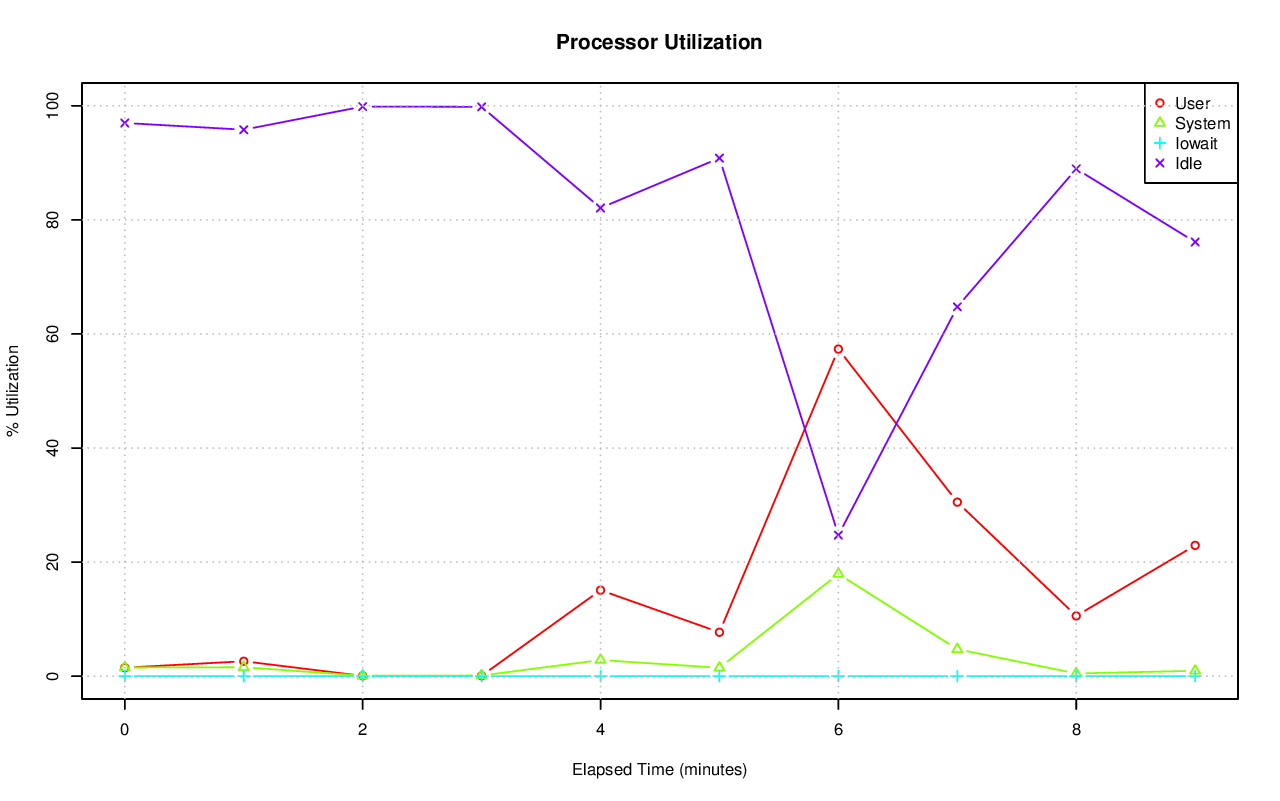 Processor Utilization
User
System
Iowait
Idle
% Utilization
100
80
60
40
20
0
0 2 4 6 8
Elapsed Time (minutes)